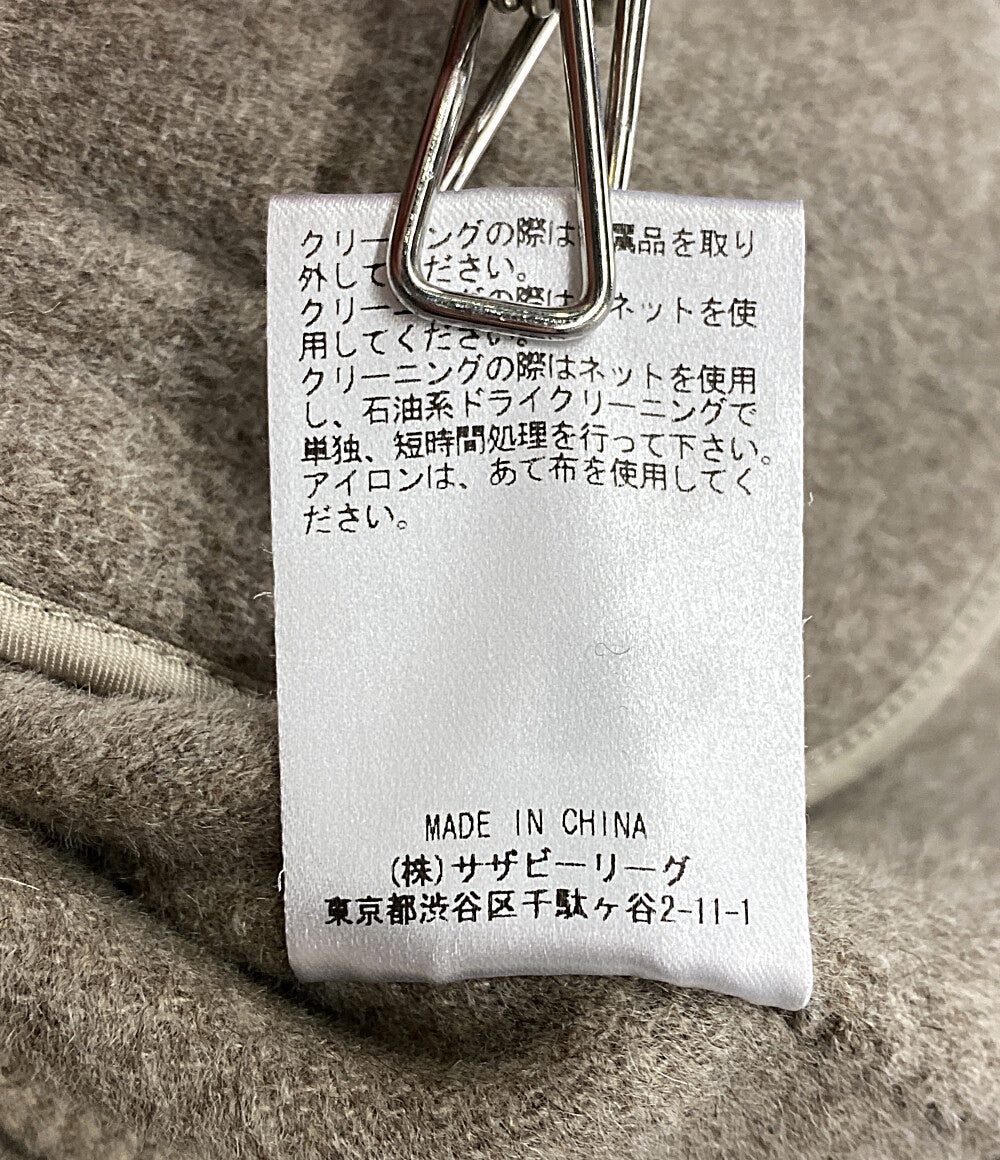 クリーニングの際は 属品を取り
外して ださい。
クリー ングの際は ネットを使
用してください。
クリーニングの際はネットを使用
し、石油系ドライクリーニングで
単独、短時間処理を行って下さい。
アイロンは、あて布を使用してく
ださい。
MADE IN CHINA
(株)サザビーリーグ
東京都渋谷区千駄ヶ谷2-11-1